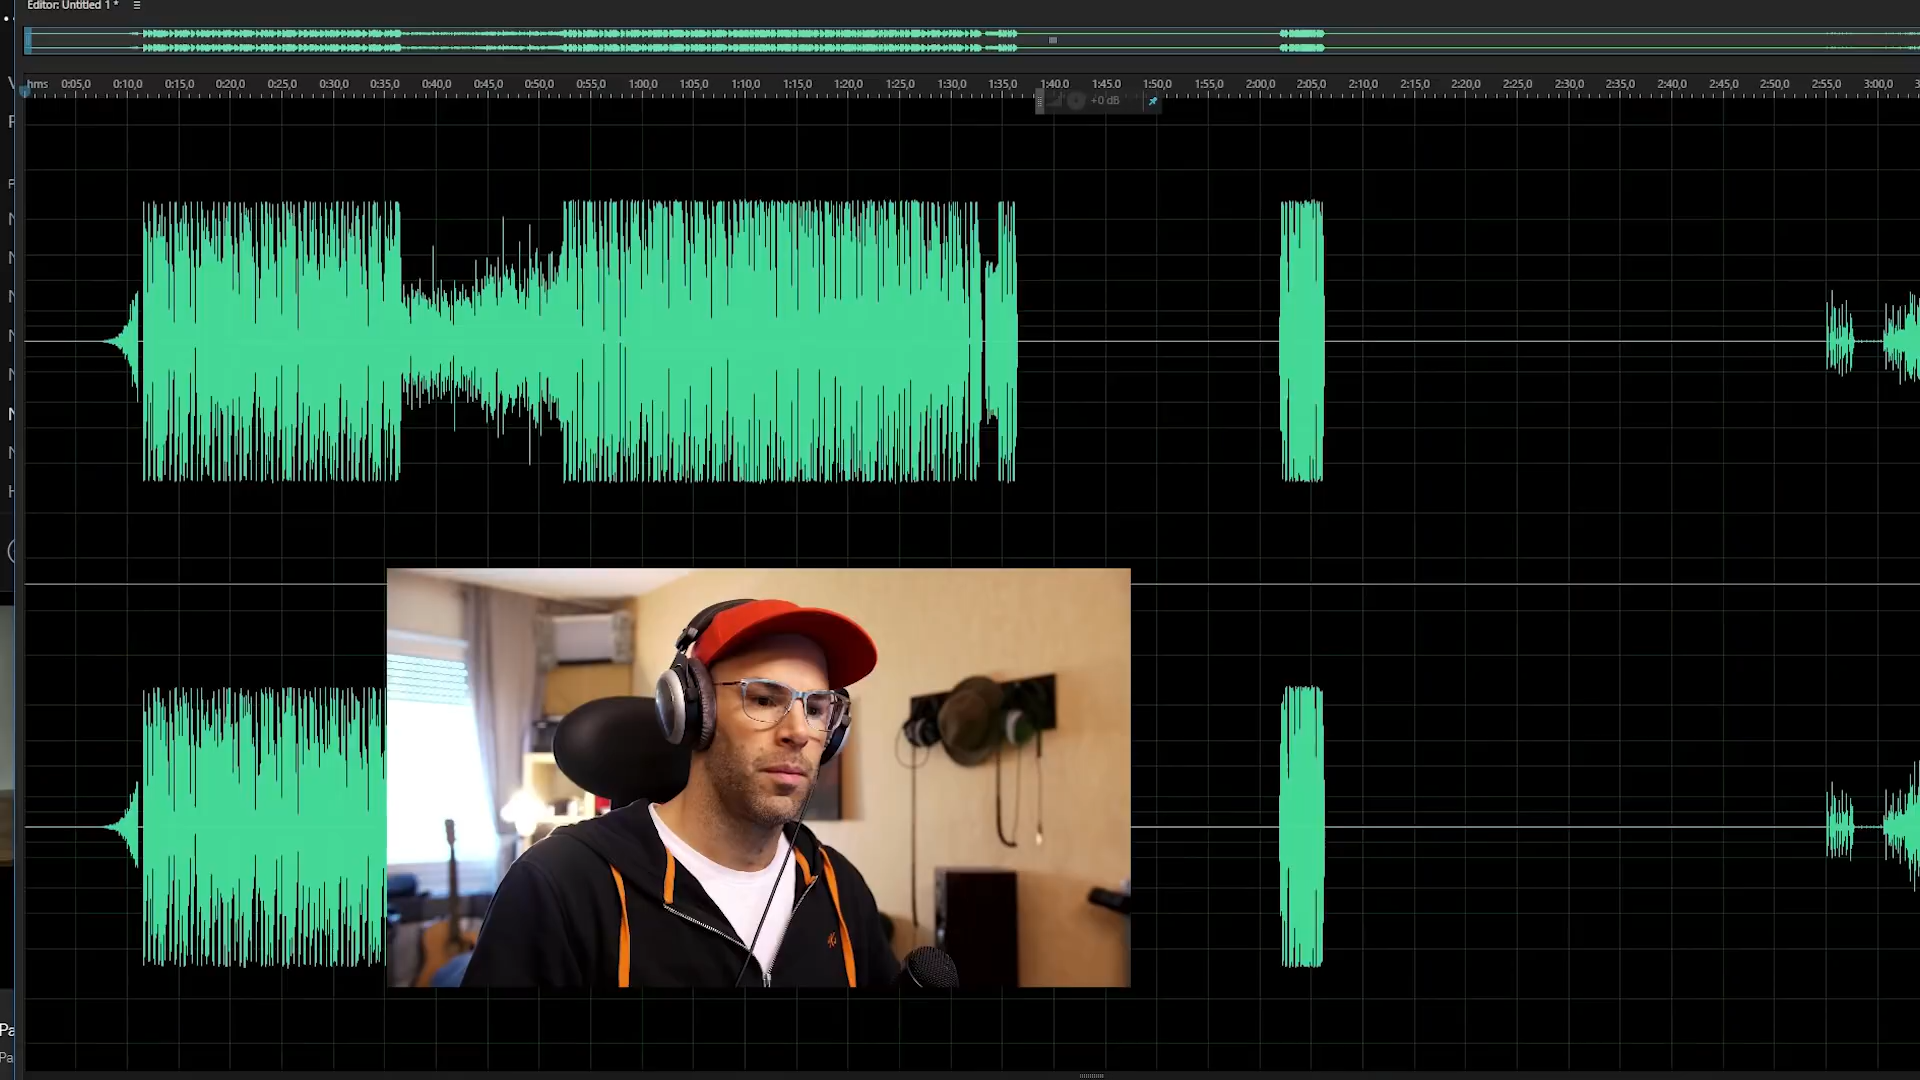 Editor: Untitled 1 *
hms 0:05,0 0:10,0 0:15,0 0:20,0 0:25,0 0:30,0 0:35,0 0:40,0 0:45,0 0:50,0 0:55,0 1:00,0 1:05,0 1:10,0 1:15,0 1:20,0 1:25,0 1:30,0 1:35,0 1:40,0 1:45,0 1:50,0 1:55,0 2:00,0 2:05,0 2:10,0 2:15,0 2:20,0 2:25,0 2:30,0 2:35,0 2:40,0 2:45,0 2:50,0 2:55,0 3:00,0
+0 dB
Pa
Pa